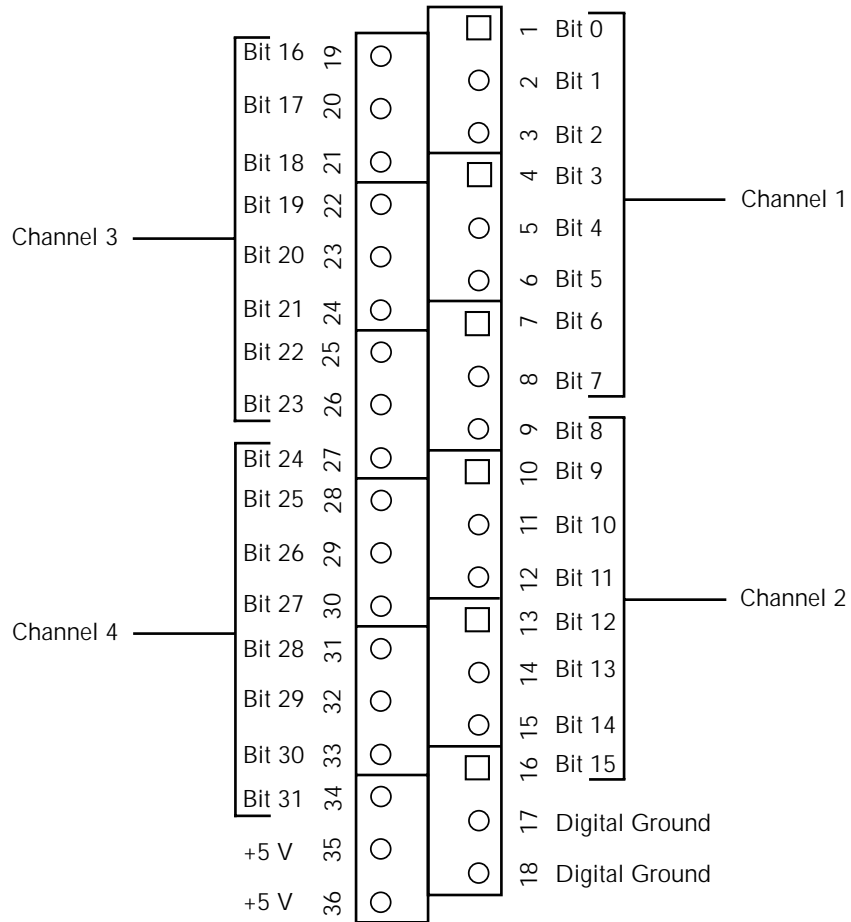 Channel 3
Channel 4
Bit 16 19
Bit 17 20
Bit 18 21
Bit 19 22
Bit 20 23
Bit 21 24
Bit 22 25
Bit 23 26
Bit 24 27
Bit 25 28
Bit 26 29
Bit 27 30
Bit 28 31
Bit 29 32
Bit 30 33
Bit 31 34
+5 V 35
+5 V 36
1 Bit 0
2 Bit 1
3 Bit 2
4 Bit 3
5 Bit 4
6 Bit 5
7 Bit 6
8 Bit 7
9 Bit 8
10 Bit 9
11 Bit 10
12 Bit 11
13 Bit 12
14 Bit 13
15 Bit 14
16 Bit 15
17 Digital Ground
18 Digital Ground
Channel 1
Channel 2